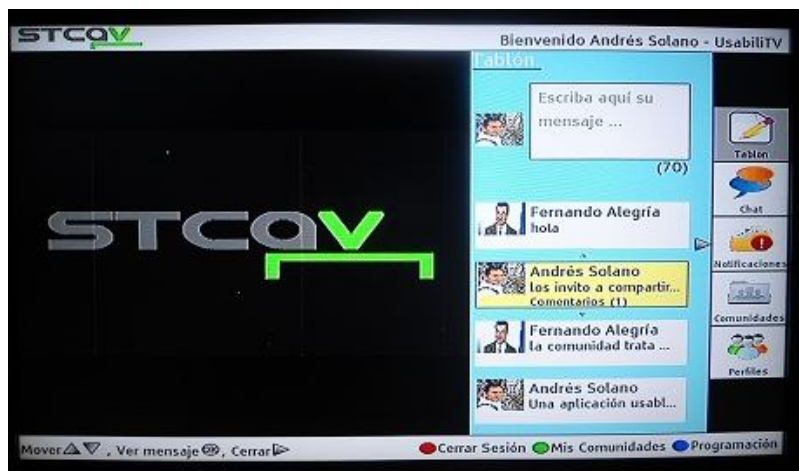 STCav
Bienvenido Andrés Solano - UsabiliTV
Tablón
Escriba aquí su
mensaje ...
(70)
Fernando Alegría
hola
Andrés Solano
los invito a compartir...
Comentarios (1)
Fernando Alegría
la comunidad trata ...
Andrés Solano
Una aplicación usabl...
STCav
Tablon
Chat
Notificaciones
Comunidades
Perfiles
Mover , Ver mensaje OK, Cerrar
Cerrar Sesión Mis Comunidades Programación